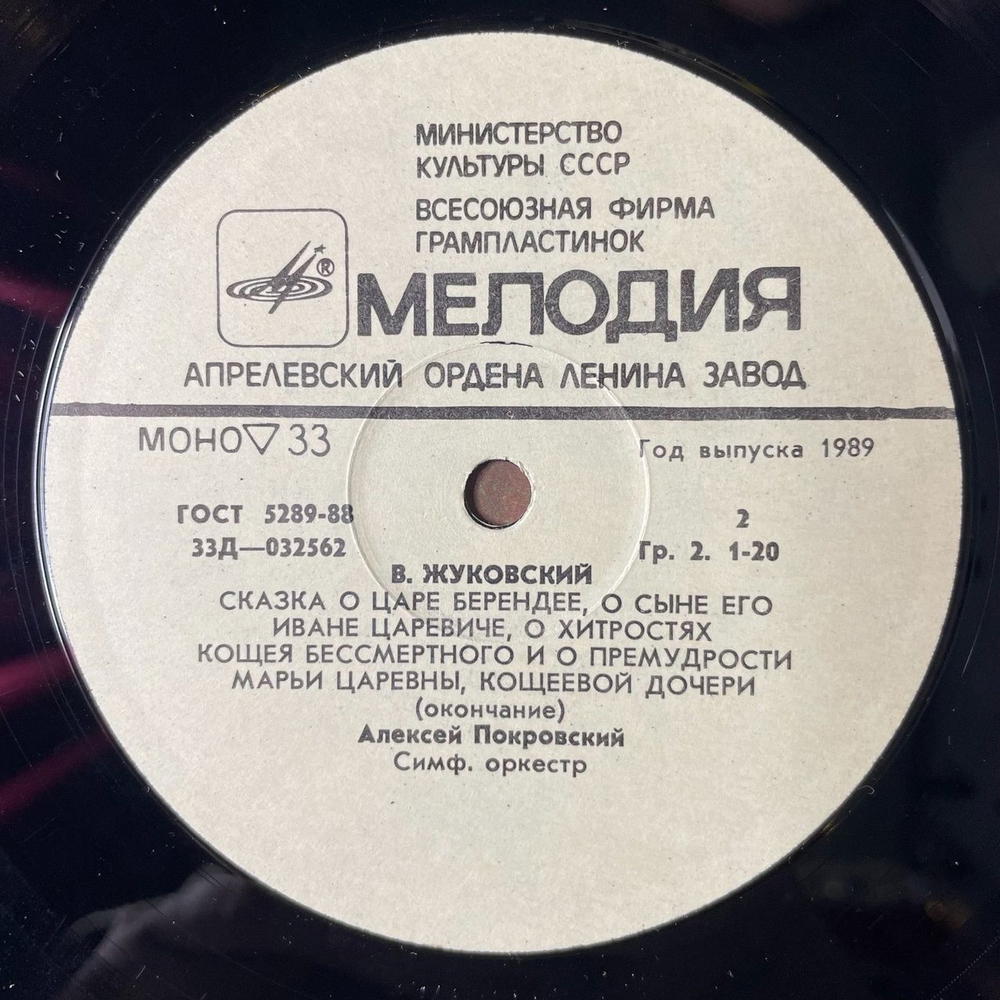 МИНИСТЕРСТВО
КУЛЬТУРЫ СССР
ВСЕСОЮЗНАЯ ФИРМА
ГРАМПЛАСТИНОК
®
МЕЛОДИЯ
АПРЕЛЕВСКИЙ ОРДЕНА ЛЕНИНА ЗАВОД
МОНО▽33
Год выпуска 1989
ГОСТ 5289-88
33Д—032562
2
Гр. 2. 1-20
В. ЖУКОВСКИЙ
СКАЗКА О ЦАРЕ БЕРЕНДЕЕ, О СЫНЕ ЕГО
ИВАНЕ ЦАРЕВИЧЕ, О ХИТРОСТЯХ
КОЩЕЯ БЕССМЕРТНОГО И О ПРЕМУДРОСТИ
МАРЬИ ЦАРЕВНЫ, КОЩЕЕВОЙ ДОЧЕРИ
(окончание)
Алексей Покровский
Симф. оркестр